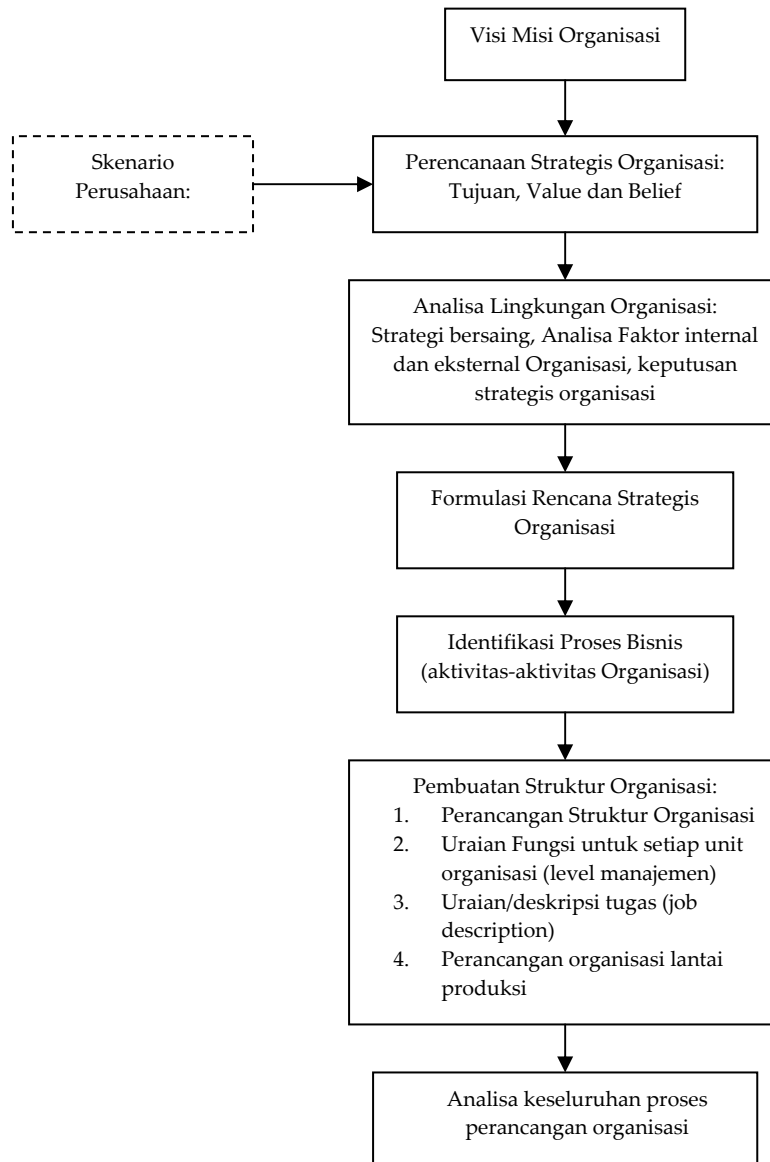 Visi Misi Organisasi
Skenario
Perusahaan:
Perencanaan Strategis Organisasi:
Tujuan, Value dan Belief
Analisa Lingkungan Organisasi:
Strategi bersaing, Analisa Faktor internal
dan eksternal Organisasi, keputusan
strategis organisasi
Formulasi Rencana Strategis
Organisasi
Identifikasi Proses Bisnis
(aktivitas-aktivitas Organisasi)
Pembuatan Struktur Organisasi:
1. Perancangan Struktur Organisasi
2. Uraian Fungsi untuk setiap unit
organisasi (level manajemen)
3. Uraian/deskripsi tugas (job
description)
4. Perancangan organisasi lantai
produksi
Analisa keseluruhan proses
perancangan organisasi